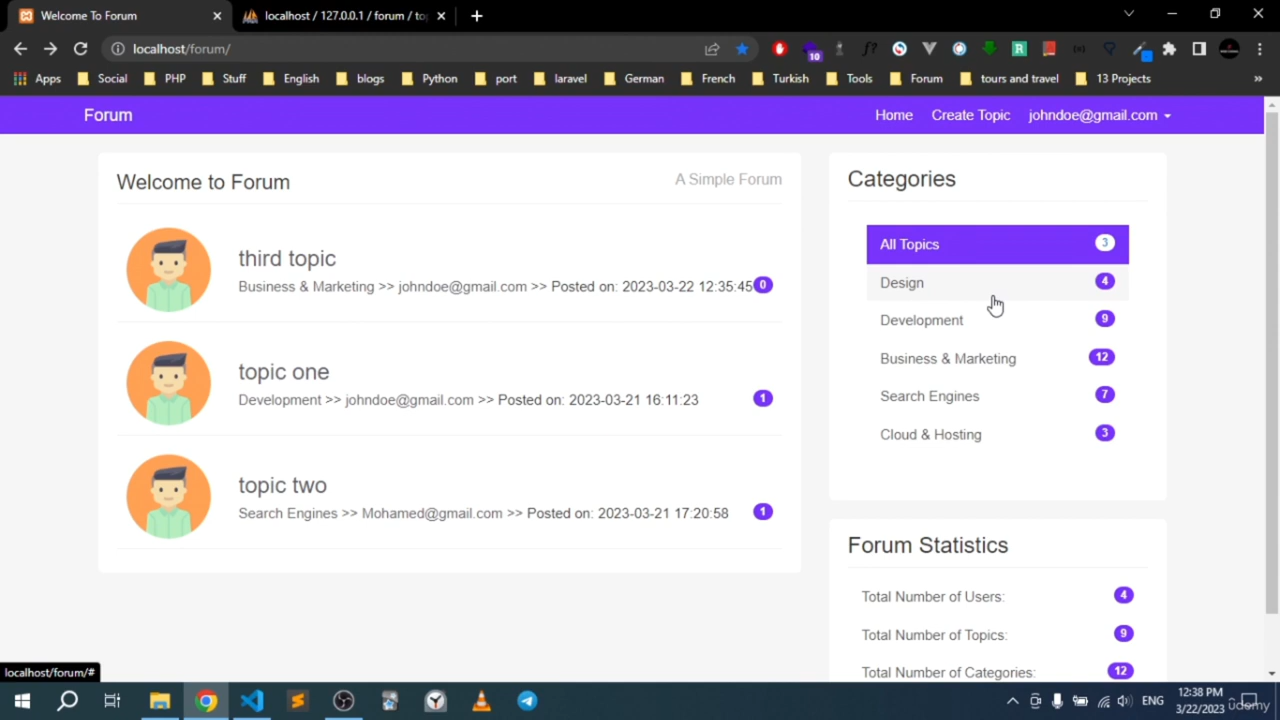 Welcome To Forum
localhost / 127.0.0.1 / forum / to
localhost/forum/
10
Apps
Social
PHP
Stuff
English
blogs
Python
port
laravel
German
French
Turkish
Tools
Forum
tours and travel
13 Projects
»
Forum
Home
Create Topic
johndoe@gmail.com
Welcome to Forum
A Simple Forum
third topic
Business & Marketing >> johndoe@gmail.com >> Posted on: 2023-03-22 12:35:45 0
topic one
Development >> johndoe@gmail.com >> Posted on: 2023-03-21 16:11:23 1
topic two
Search Engines >> Mohamed@gmail.com >> Posted on: 2023-03-21 17:20:58 1
Categories
All Topics 3
Design 4
Development 9
Business & Marketing 12
Search Engines 7
Cloud & Hosting 3
Forum Statistics
Total Number of Users: 4
Total Number of Topics: 9
Total Number of Categories: 12
localhost/forum/#
ENG
12:38 PM
3/22/2023
udemy